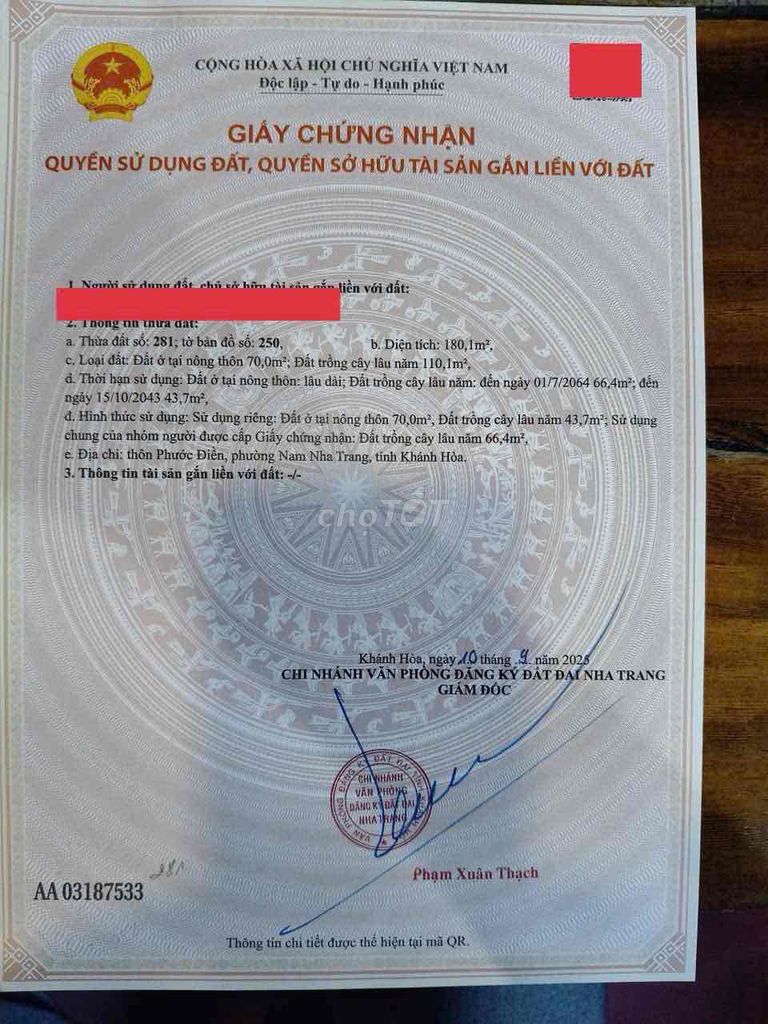 CỘNG HÒA XÃ HỘI CHỦ NGHĨA VIỆT NAM
Độc lập - Tự do - Hạnh phúc
GIẤY CHỨNG NHẬN
QUYỀN SỬ DỤNG ĐẤT, QUYỀN SỞ HỮU TÀI SẢN GẮN LIỀN VỚI ĐẤT
1. Người sử dụng đất, chủ sở hữu tài sản gắn liền với đất:
2. Thông tin thửa đất:
a. Thửa đất số: 281; tờ bản đồ số: 250, b. Diện tích: 180,1m²,
c. Loại đất: Đất ở tại nông thôn 70,0m²; Đất trồng cây lâu năm 110,1m²,
d. Thời hạn sử dụng: Đất ở tại nông thôn: lâu dài; Đất trồng cây lâu năm: đến ngày 01/7/2064 66,4m²; đến
ngày 15/10/2043 43,7m²,
đ. Hình thức sử dụng: Sử dụng riêng: Đất ở tại nông thôn 70,0m², Đất trồng cây lâu năm 43,7m²; Sử dụng
chung của nhóm người được cấp Giấy chứng nhận: Đất trồng cây lâu năm 66,4m²,
e. Địa chỉ: thôn Phước Điền, phường Nam Nha Trang, tỉnh Khánh Hòa.
3. Thông tin tài sản gắn liền với đất: -/-
choTỐT
Khánh Hòa, ngày 10 tháng 9 năm 2025
CHI NHÁNH VĂN PHÒNG ĐĂNG KÝ ĐẤT ĐAI NHA TRANG
GIÁM ĐỐC
VĂN PHÒNG ĐĂNG KÝ ĐẤT ĐAI TỈNH
CHI NHÁNH
VĂN PHÒNG
ĐĂNG KÝ ĐẤT ĐAI
NHA TRANG
Phạm Xuân Thạch
281
AA 03187533
Thông tin chi tiết được thể hiện tại mã QR.